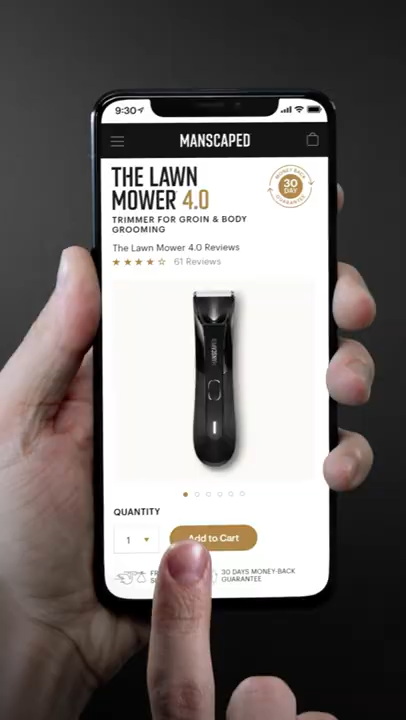 9:30
MANSCAPED
THE LAWN
MOWER 4.0
MONEY BACK
30
DAY
GUARANTEE
TRIMMER FOR GROIN & BODY
GROOMING
The Lawn Mower 4.0 Reviews
61 Reviews
MANSCAPED
QUANTITY
1
Add to Cart
30 DAYS MONEY-BACK
GUARANTEE